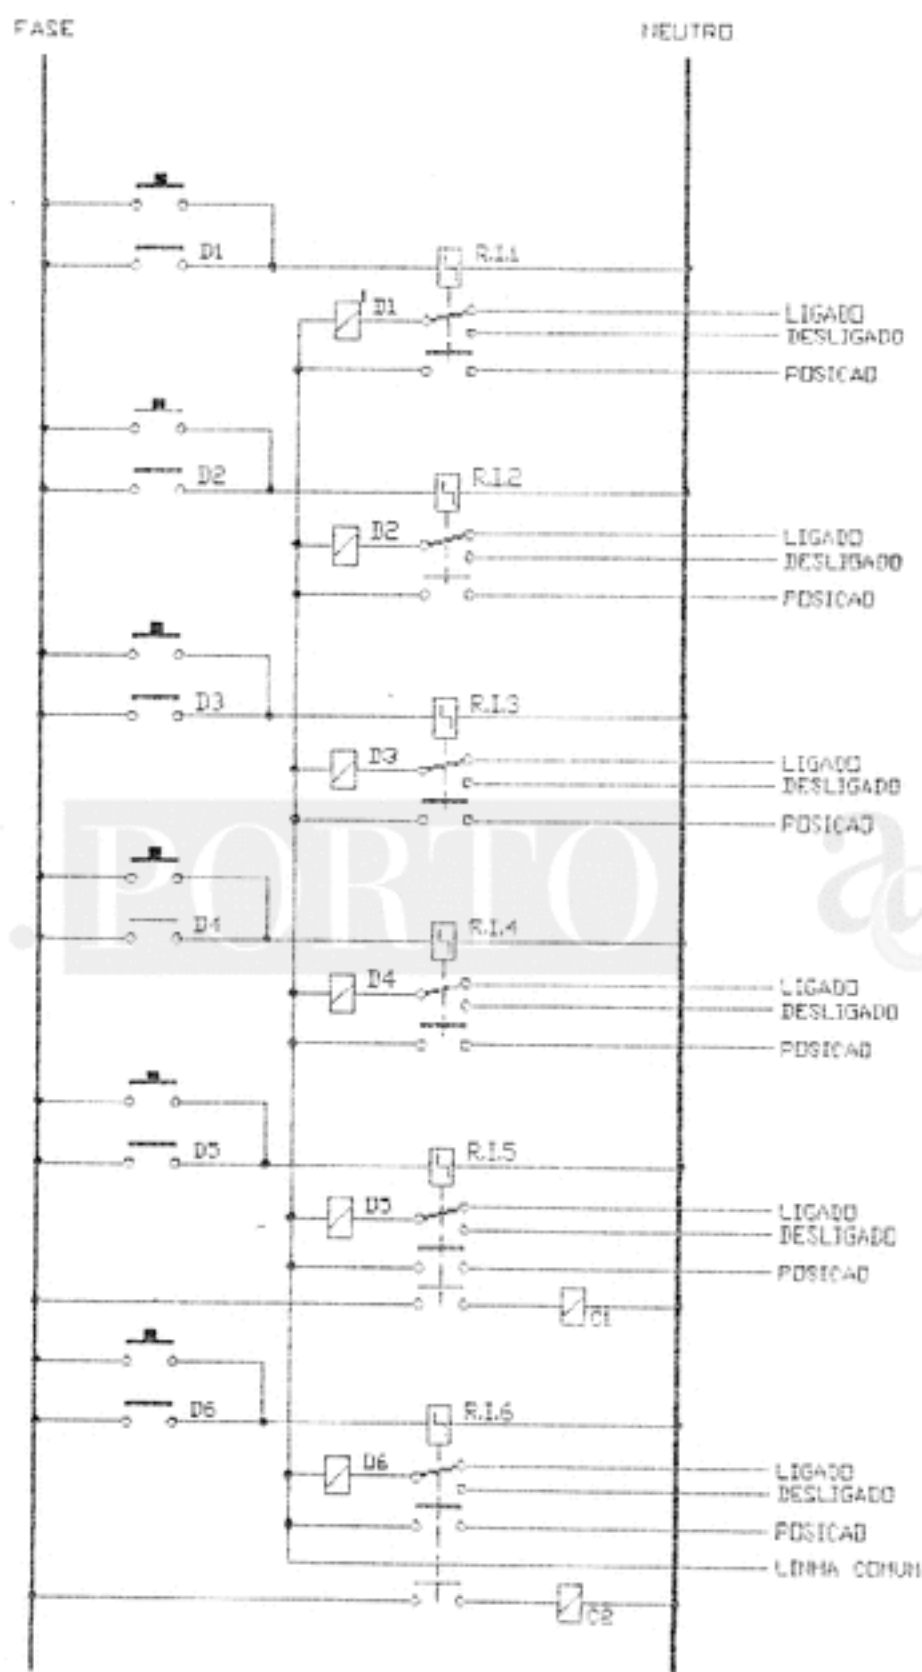 FASE
NEUTRO
D1
R.I.1
D1
LIGADO
DESLIGADO
POSICAO
D2
R.I.2
D2
LIGADO
DESLIGADO
POSICAO
D3
R.I.3
D3
LIGADO
DESLIGADO
POSICAO
PORTO
D4
R.I.4
D4
LIGADO
DESLIGADO
POSICAO
D5
R.I.5
D5
LIGADO
DESLIGADO
POSICAO
C1
D6
R.I.6
D6
LIGADO
DESLIGADO
POSICAO
LINHA COMUM
C2